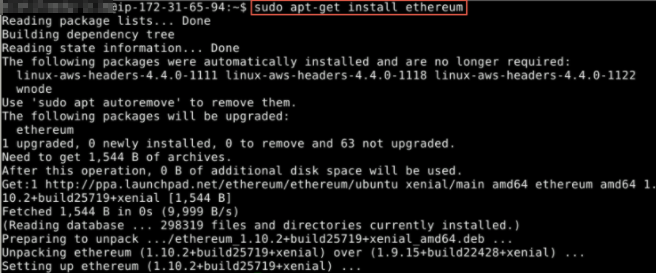 ip-172-31-65-94:~$ sudo apt-get install ethereum
Reading package lists... Done
Building dependency tree
Reading state information... Done
The following packages were automatically installed and are no longer required:
linux-aws-headers-4.4.0-1111 linux-aws-headers-4.4.0-1118 linux-aws-headers-4.4.0-1122
wnode
Use 'sudo apt autoremove' to remove them.
The following packages will be upgraded:
ethereum
1 upgraded, 0 newly installed, 0 to remove and 63 not upgraded.
Need to get 1,544 B of archives.
After this operation, 0 B of additional disk space will be used.
Get:1 http://ppa.launchpad.net/ethereum/ethereum/ubuntu xenial/main amd64 ethereum amd64 1.
10.2+build25719+xenial [1,544 B]
Fetched 1,544 B in 0s (9,999 B/s)
(Reading database ... 298319 files and directories currently installed.)
Preparing to unpack .../ethereum_1.10.2+build25719+xenial_amd64.deb ...
Unpacking ethereum (1.10.2+build25719+xenial) over (1.9.15+build22428+xenial) ...
Setting up ethereum (1.10.2+build25719+xenial) ...